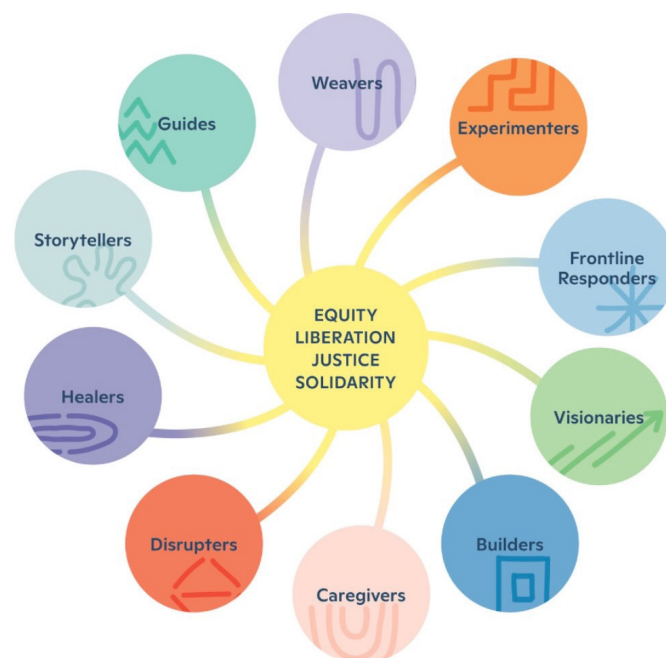 Weavers
Experimenters
Frontline
Responders
Visionaries
Builders
Caregivers
Disrupters
Healers
Storytellers
Guides
EQUITY
LIBERATION
JUSTICE
SOLIDARITY